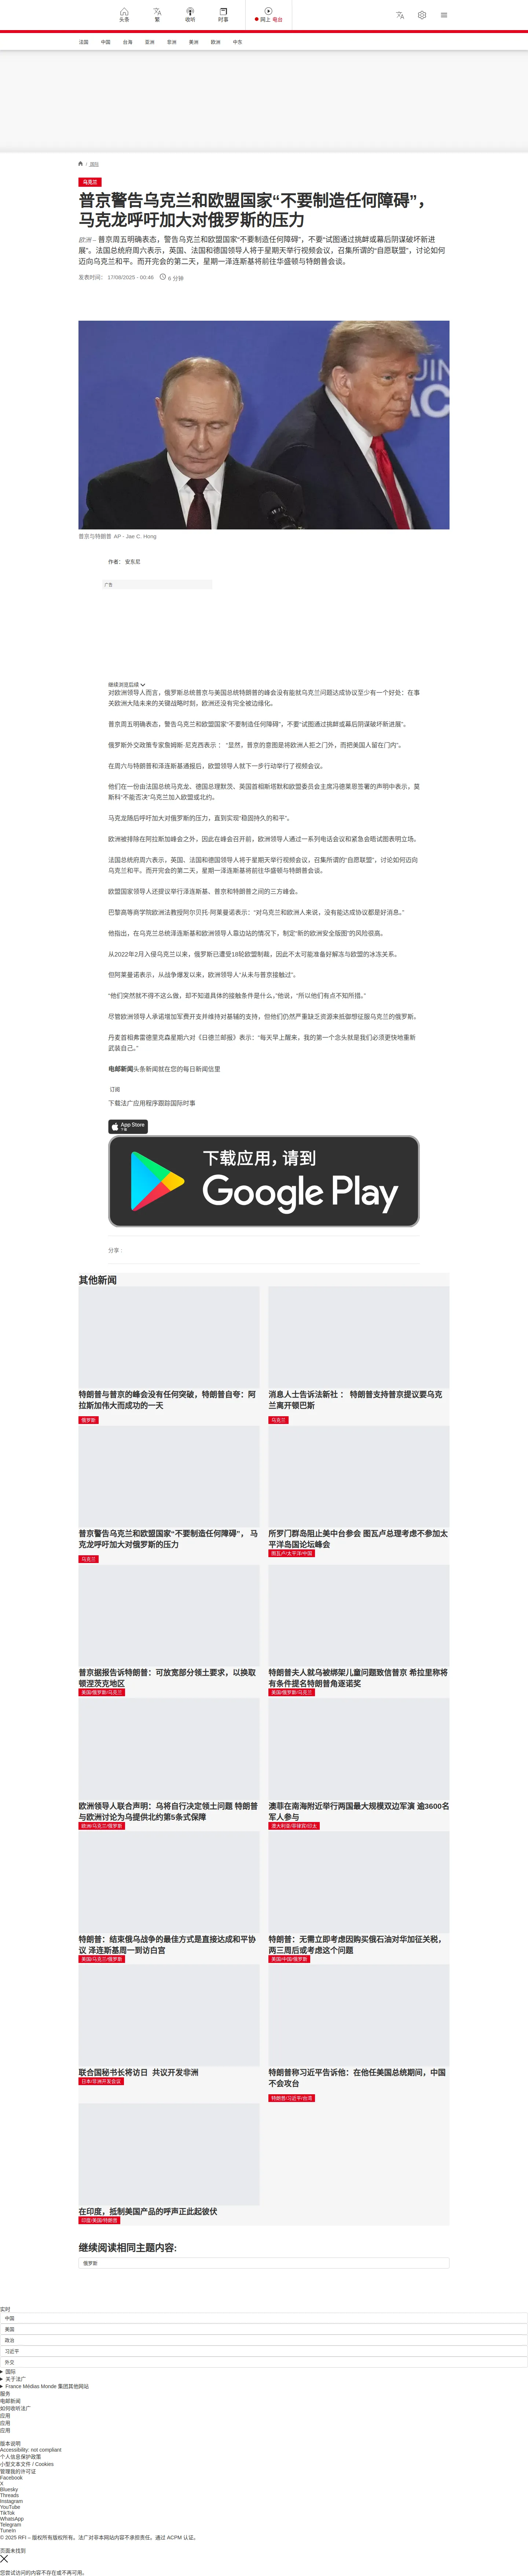 头条
繁
收听
时事
网上 电台
法国
中国
台海
亚洲
非洲
美洲
欧洲
中东
/ 国际
乌克兰
普京警告乌克兰和欧盟国家“不要制造任何障碍”，
马克龙呼吁加大对俄罗斯的压力
欧洲 – 普京周五明确表态，警告乌克兰和欧盟国家“不要制造任何障碍”，不要“试图通过挑衅或幕后阴谋破坏新进
展”。法国总统府周六表示，英国、法国和德国领导人将于星期天举行视频会议，召集所谓的“自愿联盟”，讨论如何
迈向乌克兰和平。而开完会的第二天，星期一泽连斯基将前往华盛顿与特朗普会谈。
发表时间： 17/08/2025 - 00:46
6 分钟
普京与特朗普 AP - Jae C. Hong
作者： 安东尼
广告
继续浏览后续
对欧洲领导人而言，俄罗斯总统普京与美国总统特朗普的峰会没有能就乌克兰问题达成协议至少有一个好处：在事
关欧洲大陆未来的关键战略时刻，欧洲还没有完全被边缘化。
普京周五明确表态，警告乌克兰和欧盟国家“不要制造任何障碍”，不要“试图通过挑衅或幕后阴谋破坏新进展”。
俄罗斯外交政策专家詹姆斯·尼克西表示： “显然，普京的意图是将欧洲人拒之门外，而把美国人留在门内”。
在周六与特朗普和泽连斯基通报后，欧盟领导人就下一步行动举行了视频会议。
他们在一份由法国总统马克龙、德国总理默茨、英国首相斯塔默和欧盟委员会主席冯德莱恩签署的声明中表示，莫
斯科“不能否决”乌克兰加入欧盟或北约。
马克龙随后呼吁加大对俄罗斯的压力，直到实现“稳固持久的和平”。
欧洲被排除在阿拉斯加峰会之外，因此在峰会召开前，欧洲领导人通过一系列电话会议和紧急会晤试图表明立场。
法国总统府周六表示，英国、法国和德国领导人将于星期天举行视频会议，召集所谓的“自愿联盟”，讨论如何迈向
乌克兰和平。而开完会的第二天，星期一泽连斯基将前往华盛顿与特朗普会谈。
欧盟国家领导人还提议举行泽连斯基、普京和特朗普之间的三方峰会。
巴黎高等商学院欧洲法教授阿尔贝托·阿莱曼诺表示：“对乌克兰和欧洲人来说，没有能达成协议都是好消息。”
他指出，在乌克兰总统泽连斯基和欧洲领导人靠边站的情况下，制定“新的欧洲安全版图”的风险很高。
从2022年2月入侵乌克兰以来，俄罗斯已遭受18轮欧盟制裁，因此不太可能准备好解冻与欧盟的冰冻关系。
但阿莱曼诺表示，从战争爆发以来，欧洲领导人“从未与普京接触过”。
“他们突然就不得不这么做，却不知道具体的接触条件是什么，”他说，“所以他们有点不知所措。”
尽管欧洲领导人承诺增加军费开支并维持对基辅的支持，但他们仍然严重缺乏资源来抵御想征服乌克兰的俄罗斯。
丹麦首相弗雷德里克森星期六对《日德兰邮报》表示：“每天早上醒来，我的第一个念头就是我们必须更快地重新
武装自己。”
电邮新闻头条新闻就在您的每日新闻信里
订阅
下载法广应用程序跟踪国际时事
App Store
下载
下载应用，请到
Google Play
分享 :
其他新闻
特朗普与普京的峰会没有任何突破，特朗普自夸：阿
拉斯加伟大而成功的一天
俄罗斯
消息人士告诉法新社： 特朗普支持普京提议要乌克
兰离开顿巴斯
乌克兰
普京警告乌克兰和欧盟国家“不要制造任何障碍”， 马
克龙呼吁加大对俄罗斯的压力
乌克兰
所罗门群岛阻止美中台参会 图瓦卢总理考虑不参加太
平洋岛国论坛峰会
图瓦卢/太平洋/中国
普京据报告诉特朗普：可放宽部分领土要求，以换取
顿涅茨克地区
美国/俄罗斯/乌克兰
特朗普夫人就乌被绑架儿童问题致信普京 希拉里称将
有条件提名特朗普角逐诺奖
美国/俄罗斯/乌克兰
欧洲领导人联合声明：乌将自行决定领土问题 特朗普
与欧洲讨论为乌提供北约第5条式保障
欧洲/乌克兰/俄罗斯
澳菲在南海附近举行两国最大规模双边军演 逾3600名
军人参与
澳大利亚/菲律宾/印太
特朗普：结束俄乌战争的最佳方式是直接达成和平协
议 泽连斯基周一到访白宫
美国/乌克兰/俄罗斯
特朗普：无需立即考虑因购买俄石油对华加征关税，
两三周后或考虑这个问题
美国/中国/俄罗斯
联合国秘书长将访日 共议开发非洲
日本/非洲开发会议
特朗普称习近平告诉他：在他任美国总统期间，中国
不会攻台
特朗普/习近平/台湾
在印度，抵制美国产品的呼声正此起彼伏
印度/美国/特朗普
继续阅读相同主题内容:
俄罗斯
实时
中国
美国
政治
习近平
外交
国际
关于法广
France Médias Monde 集团其他网站
服务
电邮新闻
如何收听法广
应用
应用
应用
版本说明
Accessibility: not compliant
个人信息保护政策
小型文本文件 / Cookies
管理我的许可证
Facebook
X
Bluesky
Threads
Instagram
YouTube
TikTok
WhatsApp
Telegram
TuneIn
© 2025 RFI – 版权所有版权所有。法广对非本网站内容不承担责任。通过 ACPM 认证。
页面未找到
您尝试访问的内容不存在或不再可用。